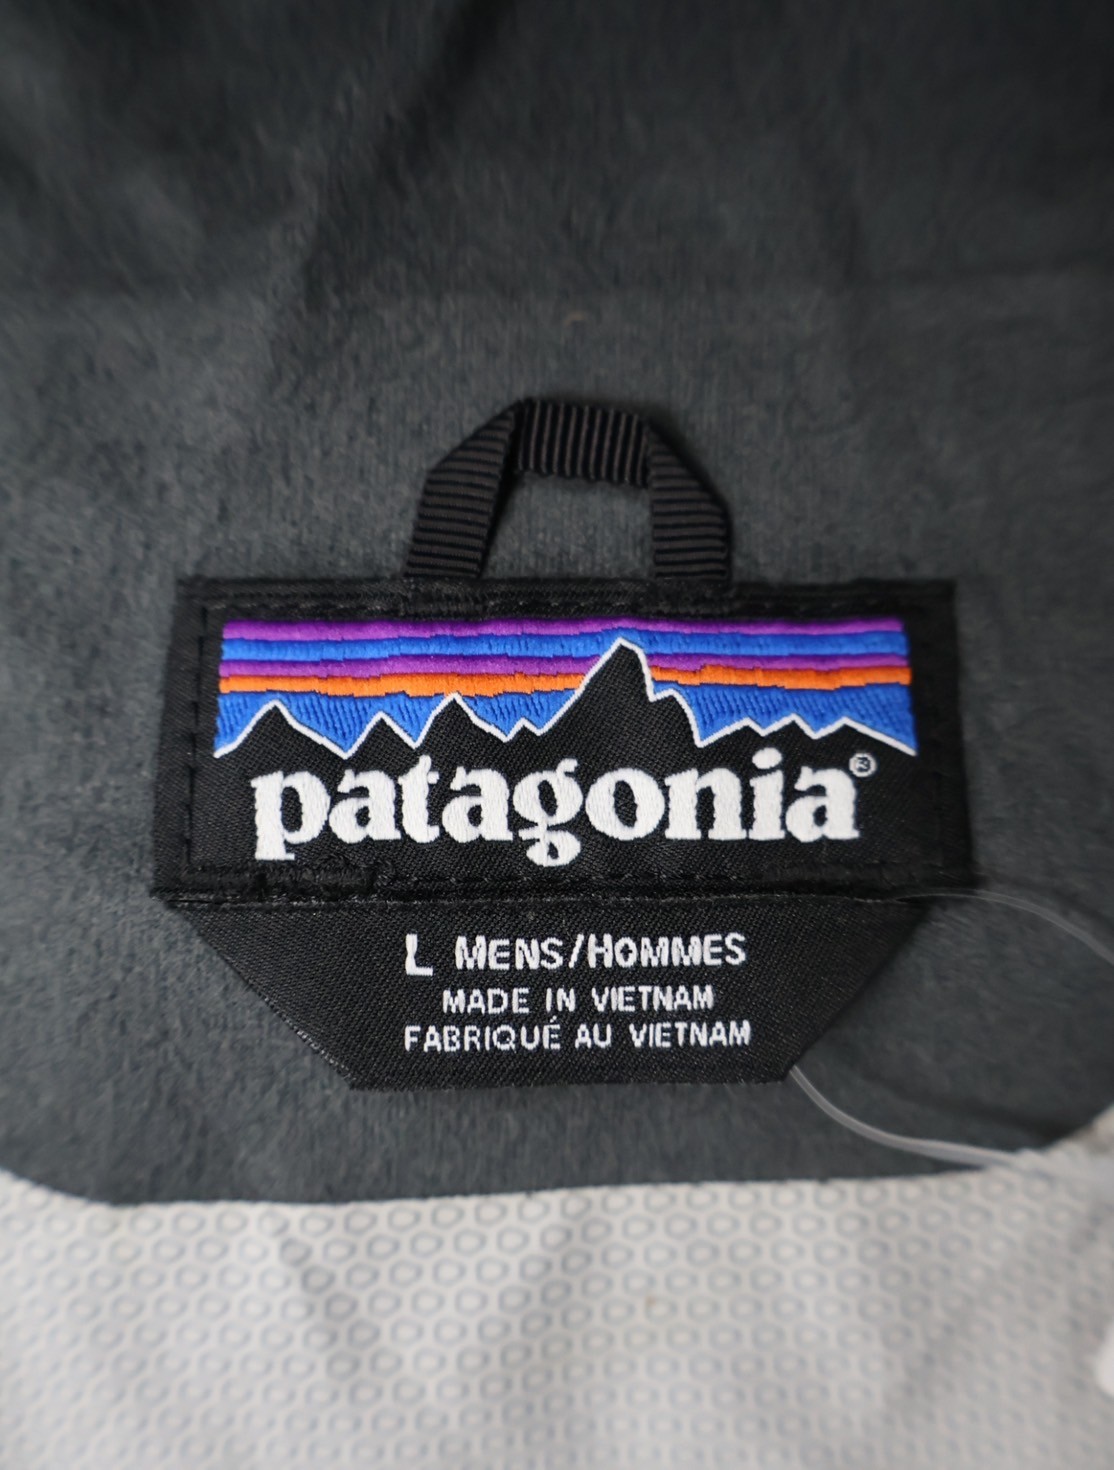 patagonia®
L MENS/HOMMES
MADE IN VIETNAM
FABRIQUÉ AU VIETNAM